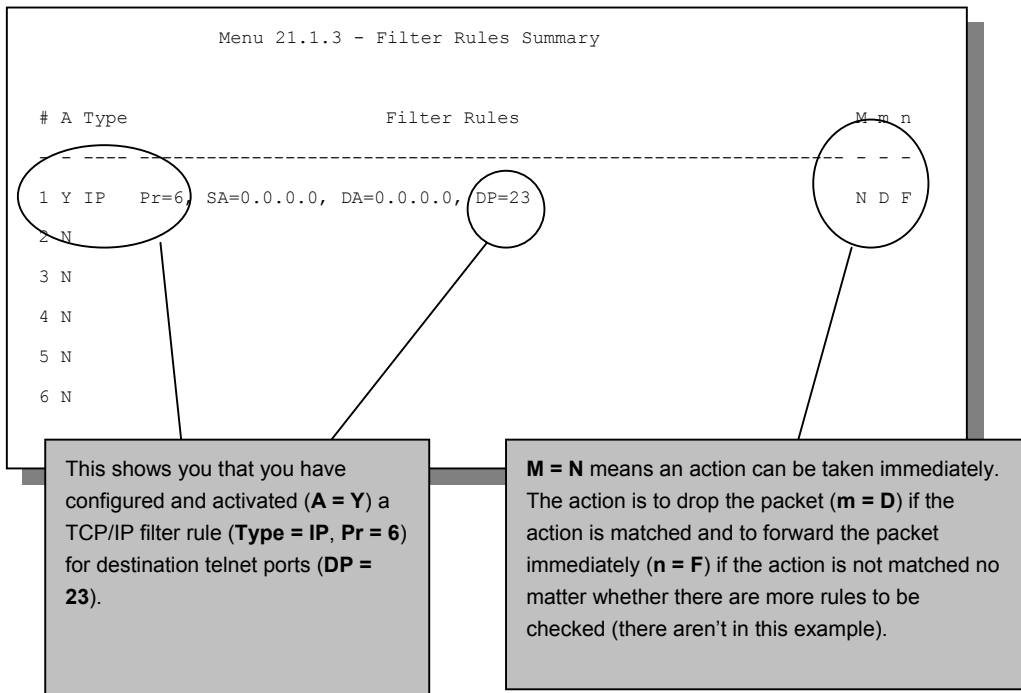 Menu 21.1.3 - Filter Rules Summary
# A Type Filter Rules M m n
- - ---- --------------------------------------------------------------- - - -
1 Y IP Pr=6, SA=0.0.0.0, DA=0.0.0.0, DP=23 N D F
2 N
3 N
4 N
5 N
6 N
This shows you that you have
configured and activated (A = Y) a
TCP/IP filter rule (Type = IP, Pr = 6)
for destination telnet ports (DP =
23).
M = N means an action can be taken immediately.
The action is to drop the packet (m = D) if the
action is matched and to forward the packet
immediately (n = F) if the action is not matched no
matter whether there are more rules to be
checked (there aren’t in this example).